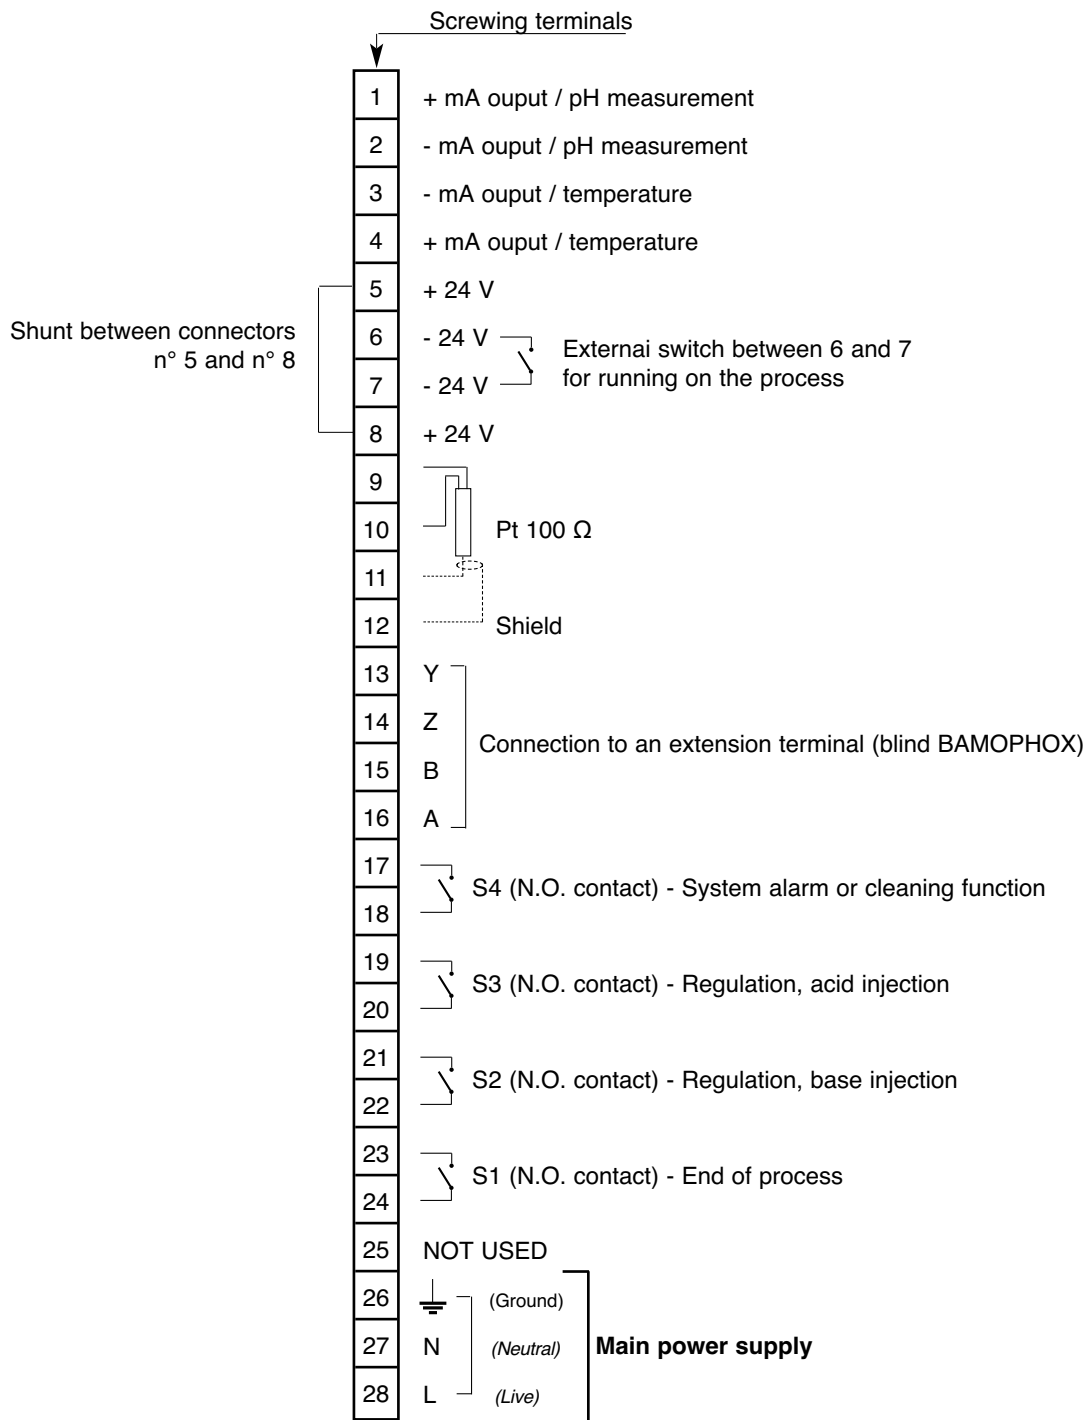 Screwing terminals
1 + mA ouput / pH measurement
2 - mA ouput / pH measurement
3 - mA ouput / temperature
4 + mA ouput / temperature
5 + 24 V
Shunt between connectors
n° 5 and n° 8
6 - 24 V
7 - 24 V
Externai switch between 6 and 7
for running on the process
8 + 24 V
9
10 Pt 100 Ω
11
12 Shield
13 Y
14 Z
Connection to an extension terminal (blind BAMOPHOX)
15 B
16 A
17
S4 (N.O. contact) - System alarm or cleaning function
18
19
S3 (N.O. contact) - Regulation, acid injection
20
21
S2 (N.O. contact) - Regulation, base injection
22
23
S1 (N.O. contact) - End of process
24
25 NOT USED
26 (Ground)
27 N (Neutral) Main power supply
28 L (Live)